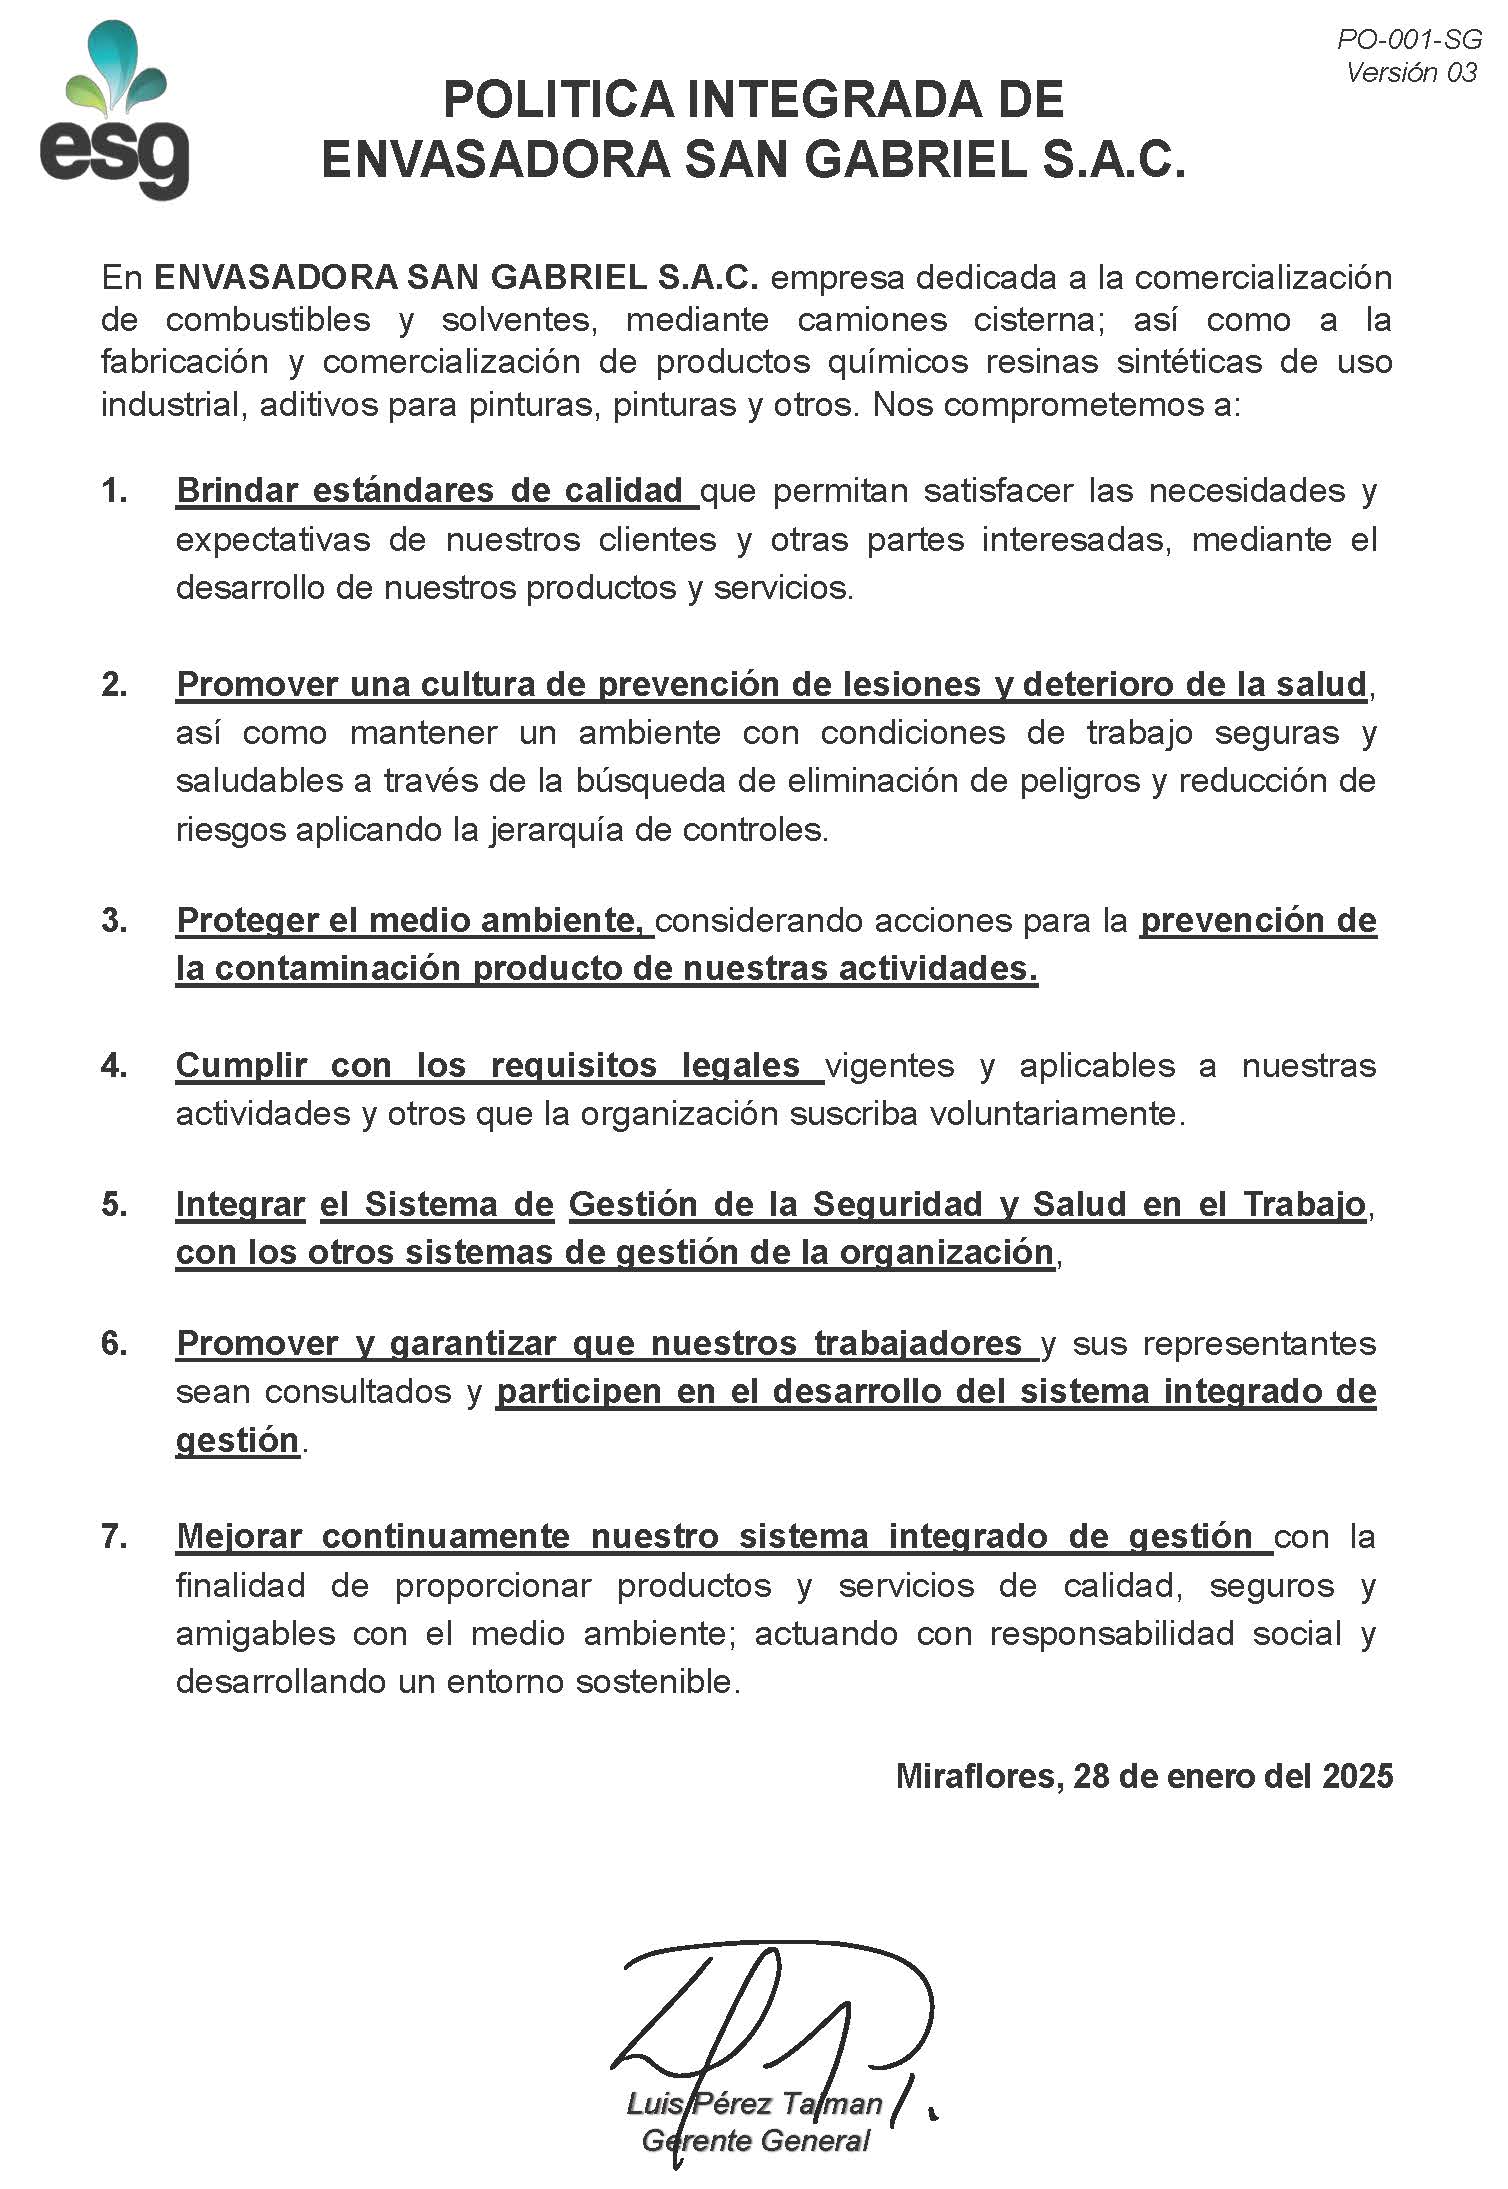 esg
PO-001-SG
Versión 03
POLITICA INTEGRADA DE
ENVASADORA SAN GABRIEL S.A.C.
En ENVASADORA SAN GABRIEL S.A.C. empresa dedicada a la comercialización
de combustibles y solventes, mediante camiones cisterna; así como a la
fabricación y comercialización de productos químicos resinas sintéticas de uso
industrial, aditivos para pinturas, pinturas y otros. Nos comprometemos a:
1. Brindar estándares de calidad que permitan satisfacer las necesidades y
expectativas de nuestros clientes y otras partes interesadas, mediante el
desarrollo de nuestros productos y servicios.
2. Promover una cultura de prevención de lesiones y deterioro de la salud,
así como mantener un ambiente con condiciones de trabajo seguras y
saludables a través de la búsqueda de eliminación de peligros y reducción de
riesgos aplicando la jerarquía de controles.
3. Proteger el medio ambiente, considerando acciones para la prevención de
la contaminación producto de nuestras actividades.
4. Cumplir con los requisitos legales vigentes y aplicables a nuestras
actividades y otros que la organización suscriba voluntariamente.
5. Integrar el Sistema de Gestión de la Seguridad y Salud en el Trabajo,
con los otros sistemas de gestión de la organización,
6. Promover y garantizar que nuestros trabajadores y sus representantes
sean consultados y participen en el desarrollo del sistema integrado de
gestión.
7. Mejorar continuamente nuestro sistema integrado de gestión con la
finalidad de proporcionar productos y servicios de calidad, seguros y
amigables con el medio ambiente; actuando con responsabilidad social y
desarrollando un entorno sostenible.
Miraflores, 28 de enero del 2025
Luis Pérez Talman
Gerente General